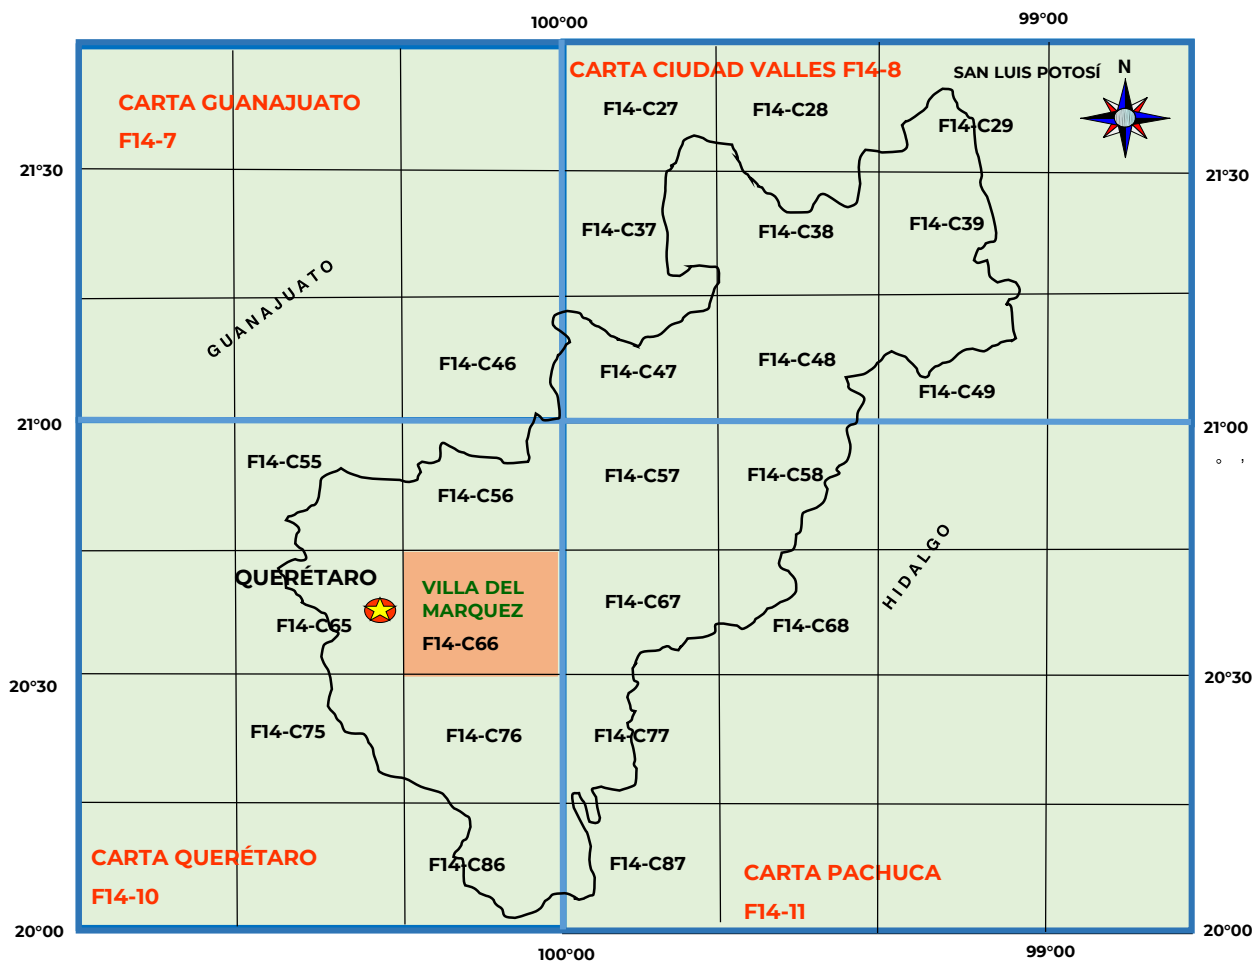 100°00
99°00
CARTA CIUDAD VALLES F14-8
SAN LUIS POTOSÍ
N
CARTA GUANAJUATO
F14-7
F14-C27
F14-C28
F14-C29
21°30
21°30
F14-C37
F14-C38
F14-C39
GUANAJUATO
F14-C46
F14-C47
F14-C48
F14-C49
21°00
21°00
° ’
F14-C55
F14-C56
F14-C57
F14-C58
HIDALGO
QUERÉTARO
VILLA DEL
MARQUEZ
F14-C65
F14-C66
F14-C67
F14-C68
20°30
20°30
F14-C75
F14-C76
F14-C77
CARTA QUERÉTARO
F14-10
F14-C86
F14-C87
CARTA PACHUCA
F14-11
20°00
20°00
100°00
99°00